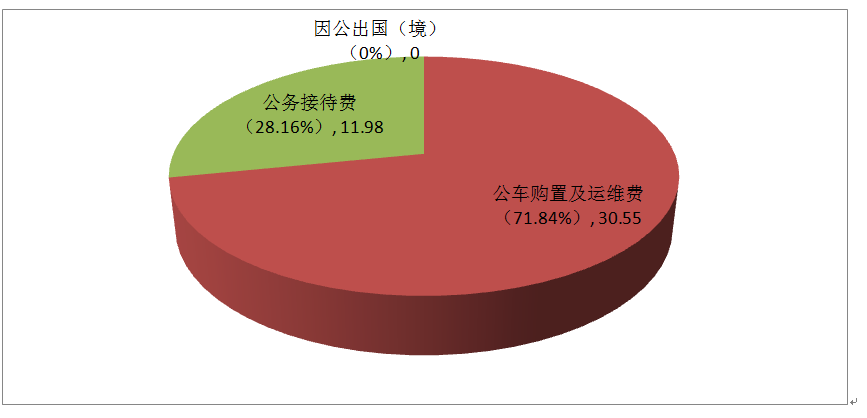 因公出国（境）
（0%）, 0
公务接待费
（28.16%）, 11.98
公车购置及运维费
（71.84%）, 30.55